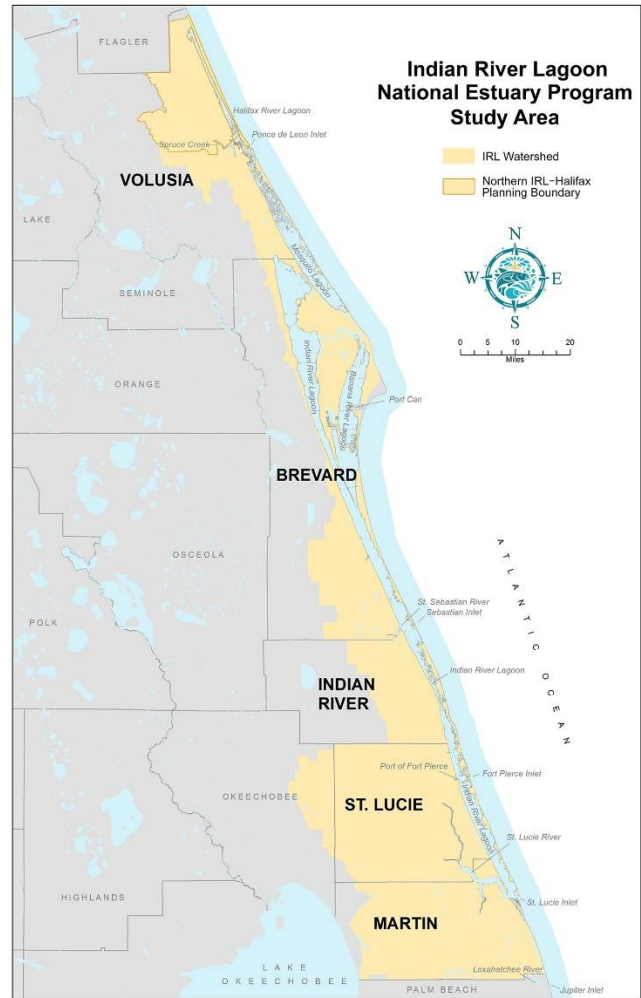 Indian River Lagoon
National Estuary Program
Study Area
IRL Watershed
Northern IRL-Halifax
Planning Boundary
N
W E
S
0 5 10 20
Miles
FLAGLER
Halifax River Lagoon
Ponce de Leon Inlet
Spruce Creek
VOLUSIA
LAKE
Mosquito Lagoon
SEMINOLE
Indian River Lagoon
Banana River Lagoon
ORANGE
Port Can
BREVARD
OSCEOLA
ATLANTIC OCEAN
St. Sebastian River
Sebastian Inlet
POLK
Indian River Lagoon
INDIAN
RIVER
Port of Fort Pierce
Fort Pierce Inlet
OKEECHOBEE
ST. LUCIE
Indian River Lagoon
St. Lucie River
HIGHLANDS
St. Lucie Inlet
MARTIN
LAKE
OKEECHOBEE
Loxahatchee River
PALM BEACH
Jupiter Inlet